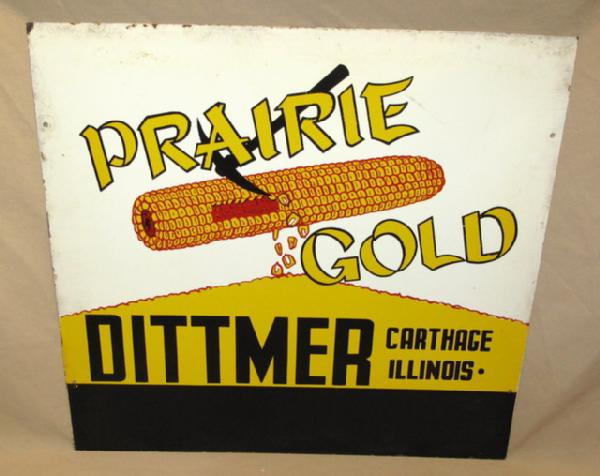 PRAIRIE
GOLD
DITTMER
CARTHAGE
ILLINOIS·